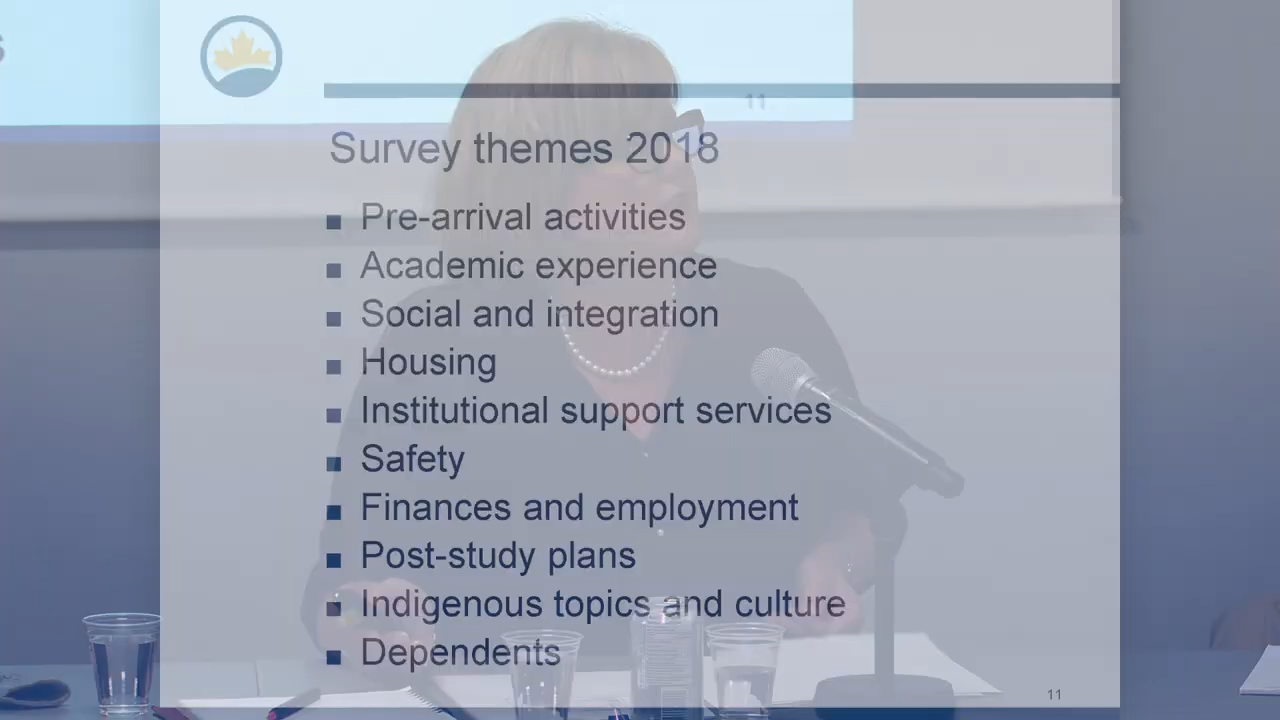 s
11
Survey themes 2018
Pre-arrival activities
Academic experience
Social and integration
Housing
Institutional support services
Safety
Finances and employment
Post-study plans
Indigenous topics and culture
Dependents
11